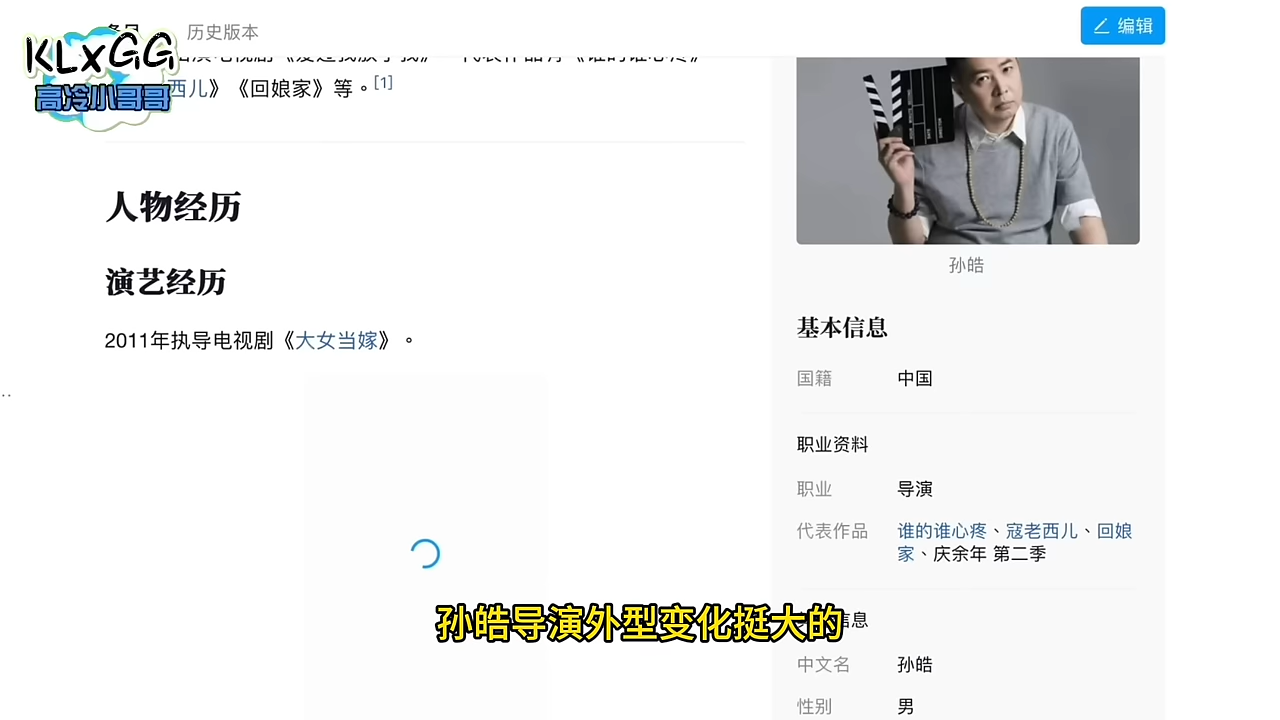 历史版本
编辑
KLxGG
高冷小哥哥
西儿》《回娘家》等。[1]
人物经历
演艺经历
2011年执导电视剧《大女当嫁》。
孙皓
基本信息
国籍 中国
职业资料
职业 导演
代表作品 谁的谁心疼、寇老西儿、回娘
家、庆余年 第二季
信息
中文名 孙皓
性别 男
孙皓导演外型变化挺大的